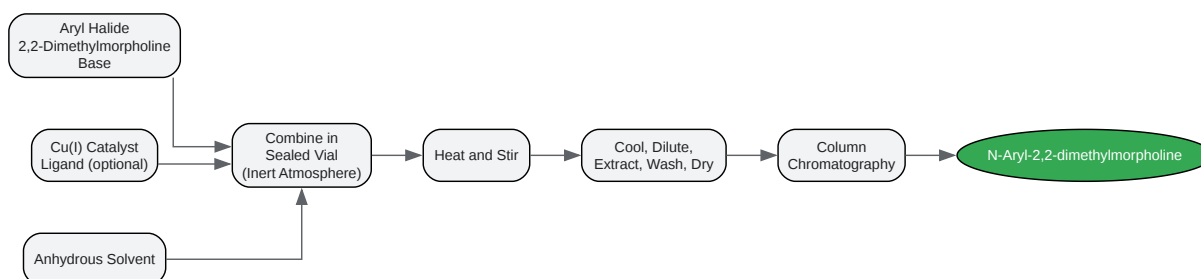 Aryl Halide
2,2-Dimethylmorpholine
Base
Cu(I) Catalyst
Ligand (optional)
Anhydrous Solvent
Combine in
Sealed Vial
(Inert Atmosphere)
Heat and Stir
Cool, Dilute,
Extract, Wash, Dry
Column
Chromatography
N-Aryl-2,2-dimethylmorpholine